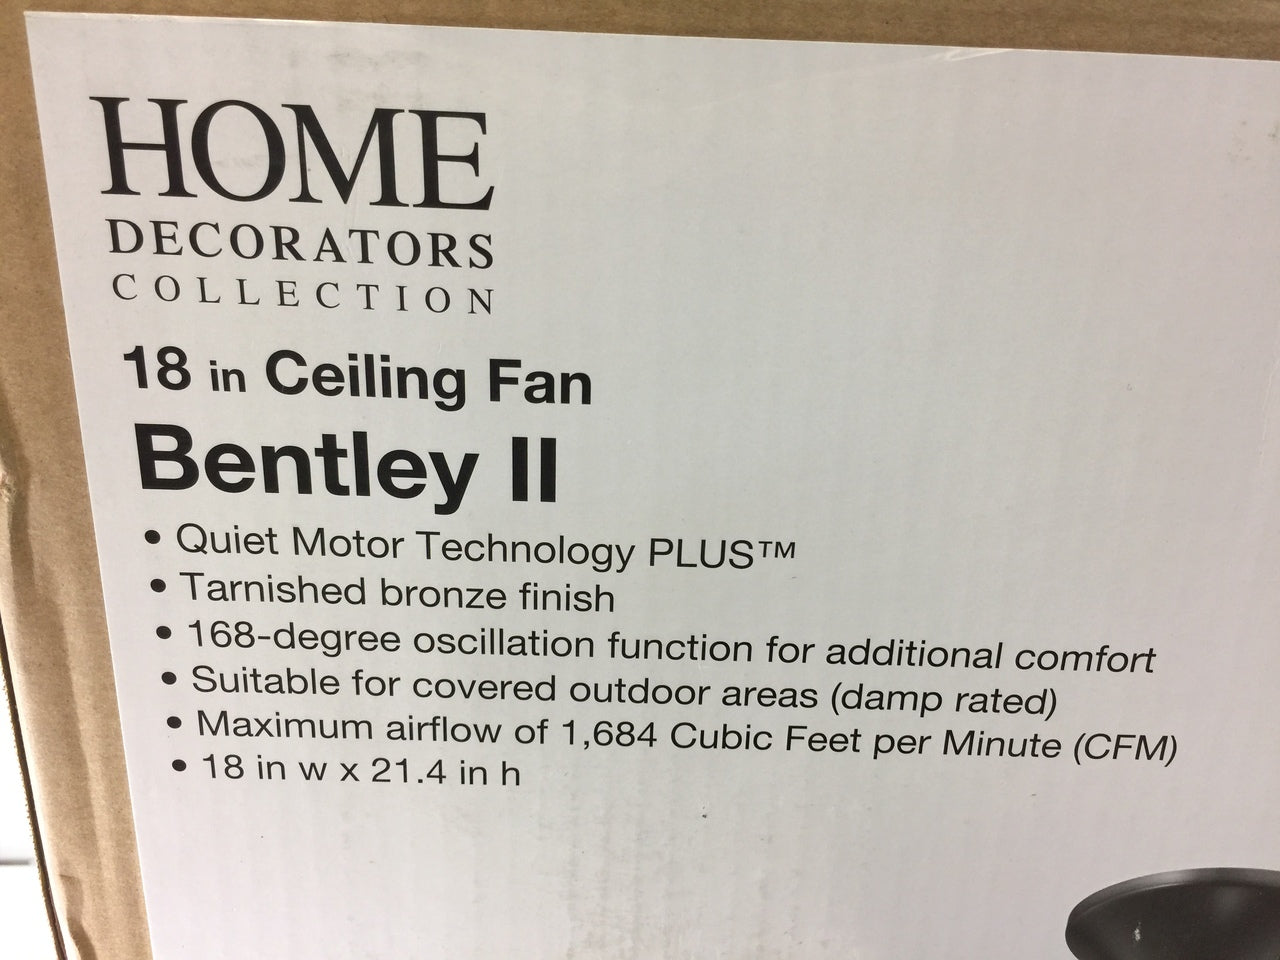 HOME
DECORATORS
COLLECTION
18 in Ceiling Fan
Bentley II
• Quiet Motor Technology PLUS™
• Tarnished bronze finish
• 168-degree oscillation function for additional comfort
• Suitable for covered outdoor areas (damp rated)
• Maximum airflow of 1,684 Cubic Feet per Minute (CFM)
• 18 in w x 21.4 in h